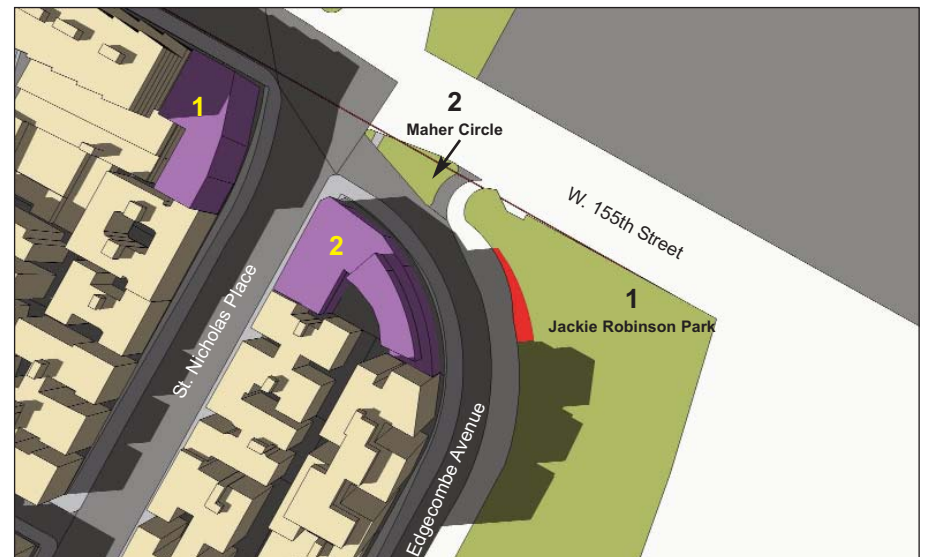 1
2
Maher Circle
W. 155th Street
2
1
Jackie Robinson Park
St. Nicholas Place
Edgecombe Avenue